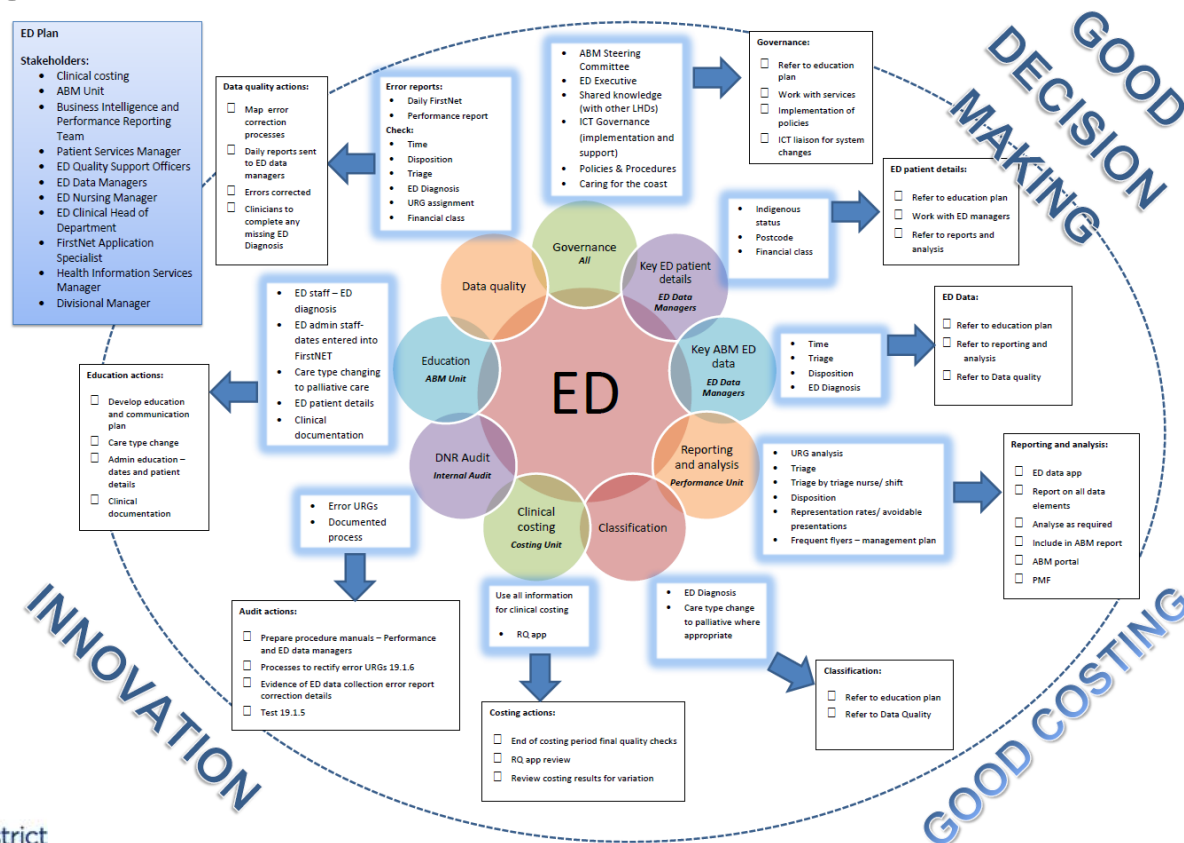 ED Plan
Stakeholders:
• Clinical costing
• ABM Unit
• Business Intelligence and
Performance Reporting
Team
• Patient Services Manager
• ED Quality Support Officers
• ED Data Managers
• ED Nursing Manager
• ED Clinical Head of
Department
• FirstNet Application
Specialist
• Health Information Services
Manager
• Divisional Manager
Data quality actions:
☐ Map error
correction
processes
☐ Daily reports sent
to ED data
managers
☐ Errors corrected
☐ Clinicians to
complete any
missing ED
Diagnosis
Error reports:
• Daily FirstNet
• Performance report
Check:
• Time
• Disposition
• Triage
• ED Diagnosis
• URG assignment
• Financial class
• ABM Steering
Committee
• ED Executive
• Shared knowledge
(with other LHDs)
• ICT Governance
(implementation and
support)
• Policies & Procedures
• Caring for the coast
Governance:
☐ Refer to education
plan
☐ Work with services
☐ Implementation of
policies
☐ ICT liaison for system
changes
GOOD
DECISION
MAKING
• Indigenous
status
• Postcode
• Financial class
ED patient details:
☐ Refer to education plan
☐ Work with ED managers
☐ Refer to reports and
analysis
Governance
All
Key ED patient
details
ED Data
Managers
Data quality
Key ABM ED
data
ED Data
Managers
Education
ABM Unit
ED
Reporting
and analysis
Performance Unit
DNR Audit
Internal Audit
Clinical
costing
Costing Unit
Classification
• Time
• Triage
• Disposition
• ED Diagnosis
ED Data:
☐ Refer to education plan
☐ Refer to reporting and
analysis
☐ Refer to Data quality
• ED staff – ED
diagnosis
• ED admin staff-
dates entered into
FirstNET
• Care type changing
to palliative care
• ED patient details
• Clinical
documentation
Education actions:
☐ Develop education
and communication
plan
☐ Care type change
☐ Admin education –
dates and patient
details
☐ Clinical
documentation
• URG analysis
• Triage
• Triage by triage nurse/ shift
• Disposition
• Representation rates/ avoidable
presentations
• Frequent flyers – management plan
Reporting and analysis:
☐ ED data app
☐ Report on all data
elements
☐ Analyse as required
☐ Include in ABM report
☐ ABM portal
☐ PMF
• Error URGs
• Documented
process
Audit actions:
☐ Prepare procedure manuals – Performance
and ED data managers
☐ Processes to rectify error URGs 19.1.6
☐ Evidence of ED data collection error report
correction details
☐ Test 19.1.5
Use all information
for clinical costing
• RQ app
Costing actions:
☐ End of costing period final quality checks
☐ RQ app review
☐ Review costing results for variation
• ED Diagnosis
• Care type change
to palliative where
appropriate
Classification:
☐ Refer to education plan
☐ Refer to Data Quality
INNOVATION
GOOD COSTING
strict